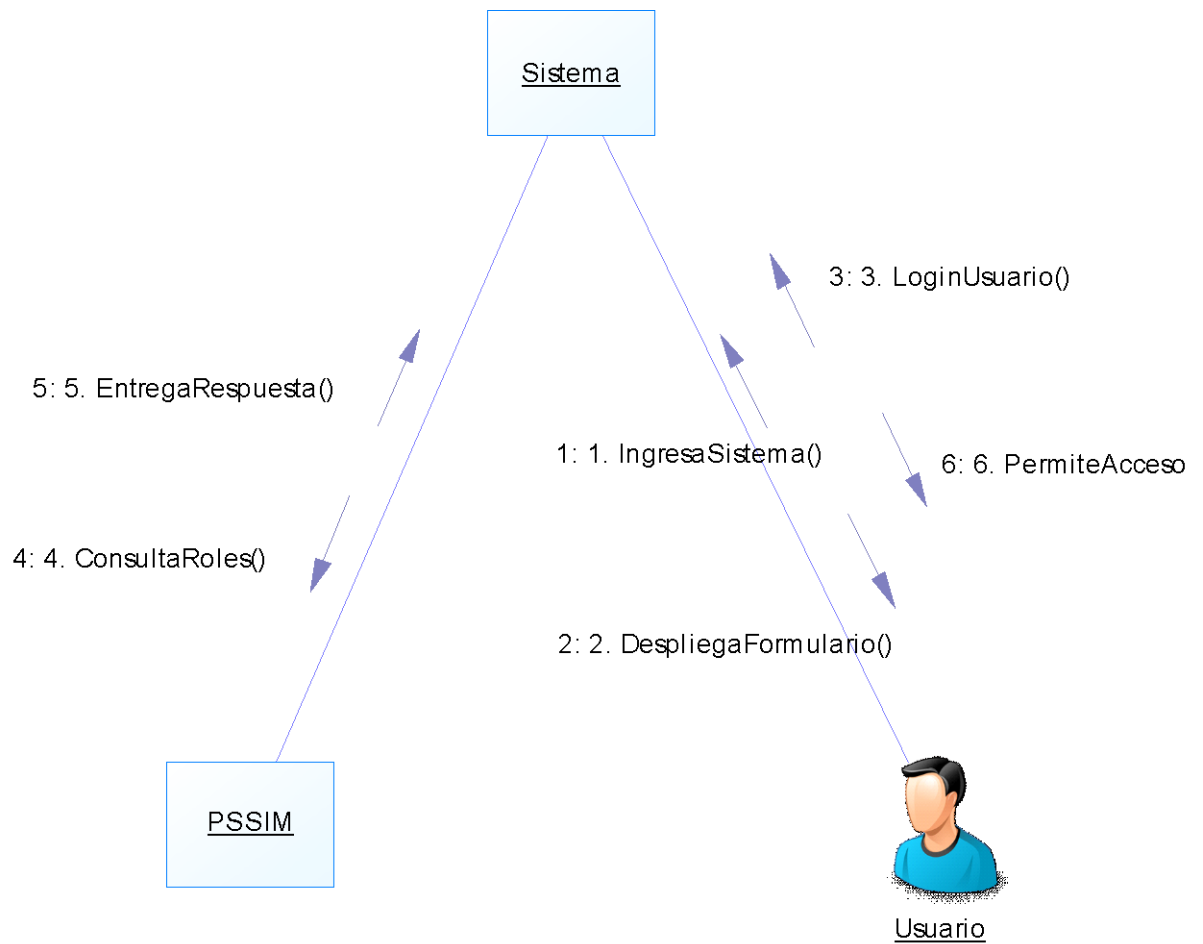 Sistema
3: 3. LoginUsuario()
5: 5. EntregaRespuesta()
1: 1. IngresaSistema()
6: 6. PermiteAcceso
4: 4. ConsultaRoles()
2: 2. DespliegaFormulario()
PSSIM
Usuario